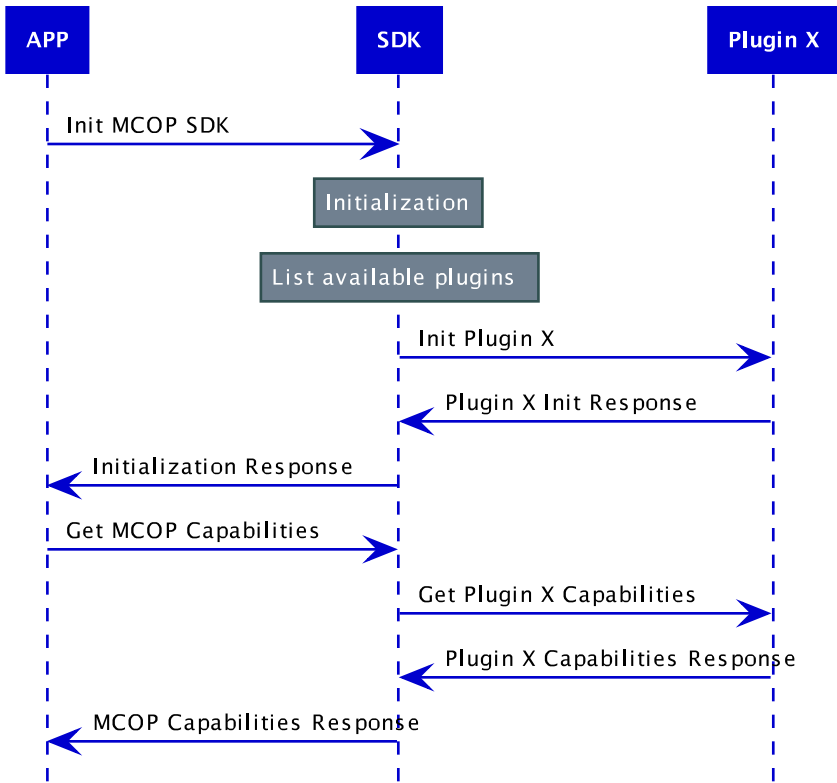 APP
SDK
Plugin X
Init MCOP SDK
Initialization
List available plugins
Init Plugin X
Plugin X Init Response
Initialization Response
Get MCOP Capabilities
Get Plugin X Capabilities
Plugin X Capabilities Response
MCOP Capabilities Response